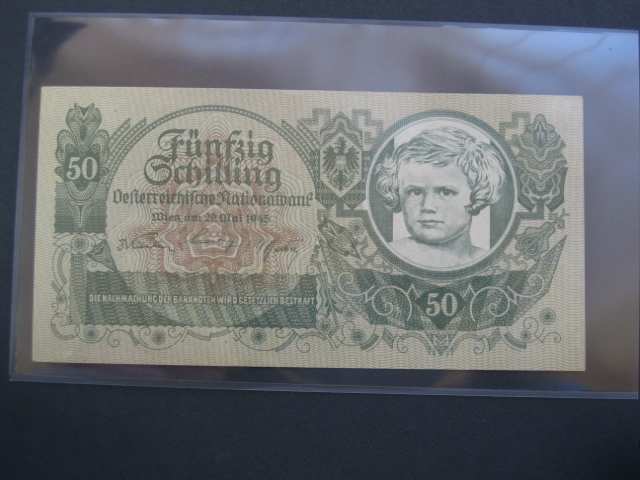 50
Fünfzig
Schilling
Oesterreichische Nationalbank
Wien am 29. Mai 1945
DIE NACHMACHUNG DER BANKNOTEN WIRD GESETZLICH BESTRAFT
50